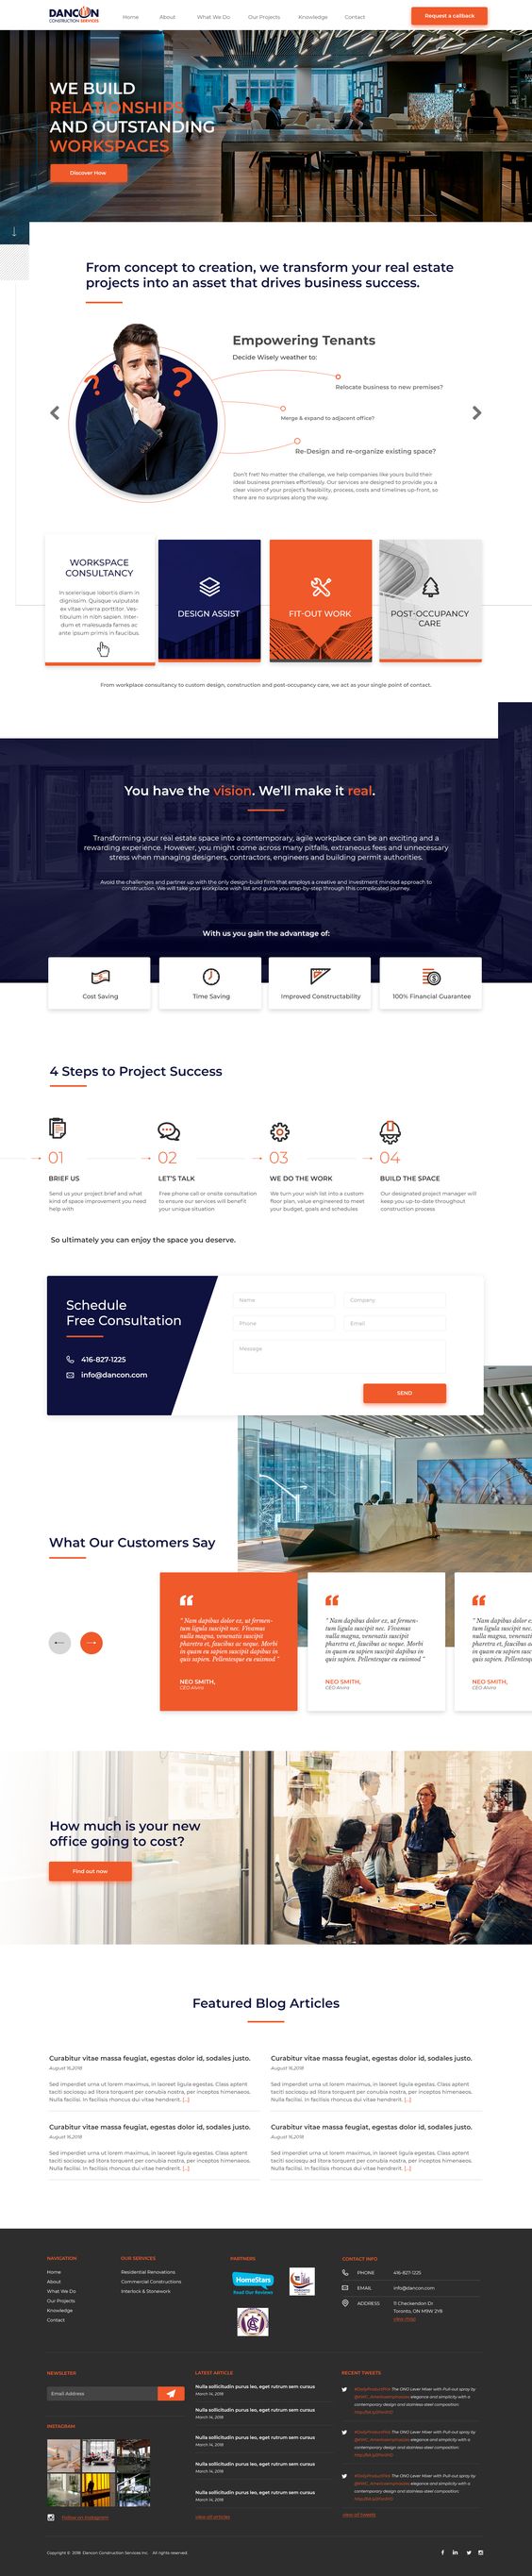 DANCON
CONSTRUCTION SERVICES
Home About What We Do Our Projects Knowledge Contact
Request a callback
WE BUILD
RELATIONSHIPS
AND OUTSTANDING
WORKSPACES
Discover How
From concept to creation, we transform your real estate
projects into an asset that drives business success.
Empowering Tenants
Decide Wisely weather to:
Relocate business to new premises?
Merge & expand to adjacent office?
Re-Design and re-organize existing space?
Don't fret! No matter the challenge, we help companies like yours build their
ideal business premises effortlessly. Our services are designed to provide you a
clear vision of your project's feasibility, process, costs and timelines up-front, so
there are no surprises along the way.
WORKSPACE
CONSULTANCY
In scelerisque lobortis diam in
dignissim. Quisque vulputate
ex vitae viverra porttitor. Ves-
tibulum in nibh sapien. Inter-
dum et malesuada fames ac
ante ipsum primis in faucibus.
DESIGN ASSIST
FIT-OUT WORK
POST-OCCUPANCY
CARE
From workplace consultancy to custom design, construction and post-occupancy care, we act as your single point of contact.
You have the vision. We'll make it real.
Transforming your real estate space into a contemporary, agile workplace can be an exciting and a
rewarding experience. However, you might come across many pitfalls, extraneous fees and unnecessary
stress when managing designers, contractors, engineers and building permit authorities.
Avoid the challenges and partner up with the only design-build firm that employs a creative and investment minded approach to
construction. We will take your workplace wish list and guide you step-by-step through this complicated journey.
With us you gain the advantage of:
Cost Saving
Time Saving
Improved Constructability
100% Financial Guarantee
4 Steps to Project Success
01
BRIEF US
Send us your project brief and what
kind of space improvement you need
help with
02
LET'S TALK
Free phone call or onsite consultation
to ensure our services will benefit
your unique situation
03
WE DO THE WORK
We turn your wish list into a custom
floor plan, value engineered to meet
your budget, goals and schedules
04
BUILD THE SPACE
Our designated project manager will
keep you up-to-date throughout
construction process
So ultimately you can enjoy the space you deserve.
Schedule
Free Consultation
416-827-1225
info@dancon.com
Name
Company
Phone
Email
Message
SEND
What Our Customers Say
" Nam dapibus dolor ex, ut fermen-
tum ligula suscipit nec. Vivamus
nulla magna, venenatis suscipit
pharetra et, faucibus ac neque. Morbi
in quam eu sapien suscipit dapibus in
quis sapien. Pellentesque eu euismod "
NEO SMITH,
CEO Alvira
" Nam dapibus dolor ex, ut fermen-
tum ligula suscipit nec. Vivamus
nulla magna, venenatis suscipit
pharetra et, faucibus ac neque. Morbi
in quam eu sapien suscipit dapibus in
quis sapien. Pellentesque eu euismod "
NEO SMITH,
CEO Alvira
" Nam dapibus dolor e
tum ligula suscipit nec
nulla magna, venenatis
pharetra et, faucibus a
in quam eu sapien susc
quis sapien. Pellentesq
NEO SMITH,
CEO Alvira
How much is your new
office going to cost?
Find out now
Featured Blog Articles
Curabitur vitae massa feugiat, egestas dolor id, sodales justo.
August 16,2018
Sed imperdiet urna ut lorem maximus, in laoreet ligula egestas. Class aptent
taciti sociosqu ad litora torquent per conubia nostra, per inceptos himenaeos.
Nulla facilisi. In facilisis rhoncus dui vitae hendrerit. [...]
Curabitur vitae massa feugiat, egestas dolor id, sodales justo.
August 16,2018
Sed imperdiet urna ut lorem maximus, in laoreet ligula egestas. Class aptent
taciti sociosqu ad litora torquent per conubia nostra, per inceptos himenaeos.
Nulla facilisi. In facilisis rhoncus dui vitae hendrerit. [...]
Curabitur vitae massa feugiat, egestas dolor id, sodales justo.
August 16,2018
Sed imperdiet urna ut lorem maximus, in laoreet ligula egestas. Class aptent
taciti sociosqu ad litora torquent per conubia nostra, per inceptos himenaeos.
Nulla facilisi. In facilisis rhoncus dui vitae hendrerit. [...]
Curabitur vitae massa feugiat, egestas dolor id, sodales justo.
August 16,2018
Sed imperdiet urna ut lorem maximus, in laoreet ligula egestas. Class aptent
taciti sociosqu ad litora torquent per conubia nostra, per inceptos himenaeos.
Nulla facilisi. In facilisis rhoncus dui vitae hendrerit. [...]
NAVIGATION
Home
About
What We Do
Our Projects
Knowledge
Contact
OUR SERVICES
Residential Renovations
Commercial Constructions
Interlock & Stonework
PARTNERS
HomeStars
Read Our Reviews
CONTACT INFO
PHONE 416-827-1225
EMAIL info@dancon.com
ADDRESS 11 Checkendon Dr
Toronto, ON M9W 2Y8
NEWSLETER
Email Address
INSTAGRAM
Follow on Instagram
LATEST ARTICLE
Nulla sollicitudin purus leo, eget rutrum sem cursus
March 14, 2018
Nulla sollicitudin purus leo, eget rutrum sem cursus
March 14, 2018
Nulla sollicitudin purus leo, eget rutrum sem cursus
March 14, 2018
Nulla sollicitudin purus leo, eget rutrum sem cursus
March 14, 2018
Nulla sollicitudin purus leo, eget rutrum sem cursus
March 14, 2018
view all articles
RECENT TWEETS
The ONO Lever Mixer with Pull-out spray by
elegance and simplicity with a
contemporary design and stainless steel composition:
The ONO Lever Mixer with Pull-out spray by
elegance and simplicity with a
contemporary design and stainless steel composition:
The ONO Lever Mixer with Pull-out spray by
elegance and simplicity with a
contemporary design and stainless steel composition:
view all tweets
Copyright © 2018 Dancon Construction Services Inc. All rights reserved.